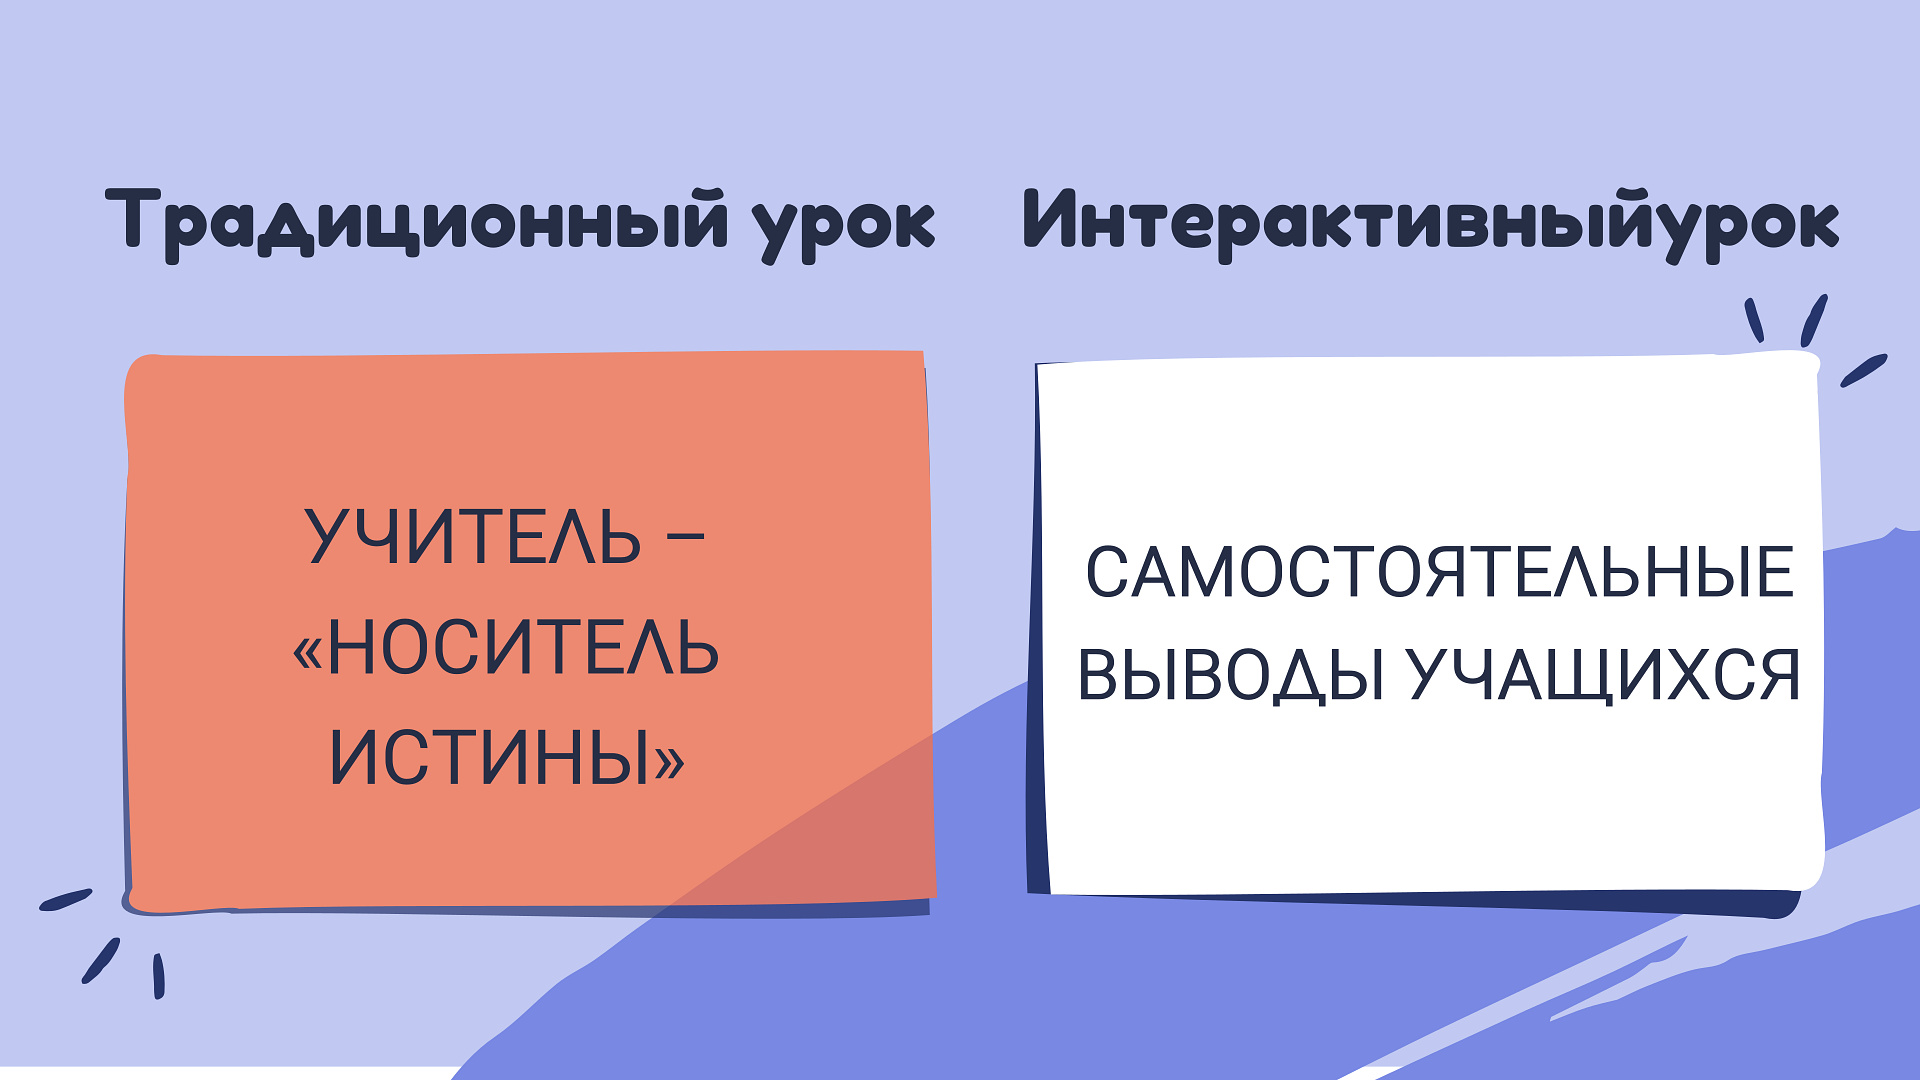 Традиционный урок
Интерактивныйурок
УЧИТЕЛЬ –
«НОСИТЕЛЬ
ИСТИНЫ»
САМОСТОЯТЕЛЬНЫЕ
ВЫВОДЫ УЧАЩИХСЯ